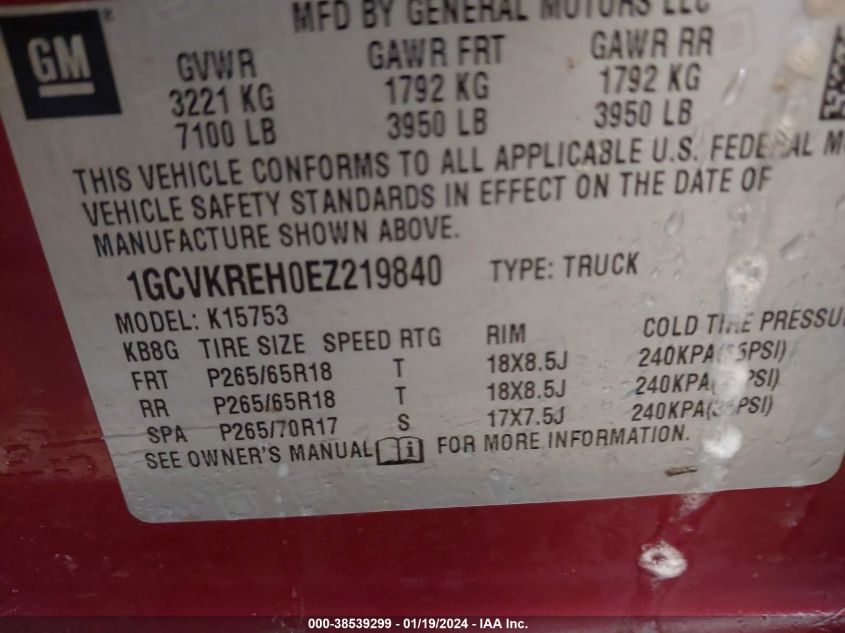 MFD BY GENERAL MOTORS LLC
GM
GVWR GAWR FRT GAWR RR
3221 KG 1792 KG 1792 KG
7100 LB 3950 LB 3950 LB
THIS VEHICLE CONFORMS TO ALL APPLICABLE U.S. FEDERAL
VEHICLE SAFETY STANDARDS IN EFFECT ON THE DATE OF
MANUFACTURE SHOWN ABOVE.
1GCVKREH0EZ219840 TYPE: TRUCK
MODEL: K15753
KB8G TIRE SIZE SPEED RTG RIM COLD TIRE
FRT P265/65R18 T 18X8.5J 240KPA(35PSI)
RR P265/65R18 T 18X8.5J
SPA P265/70R17 S 17X7.5J
SEE OWNER'S MANUAL FOR MORE INFORMATION.
000-38539299 - 01/19/2024 - IAA Inc.